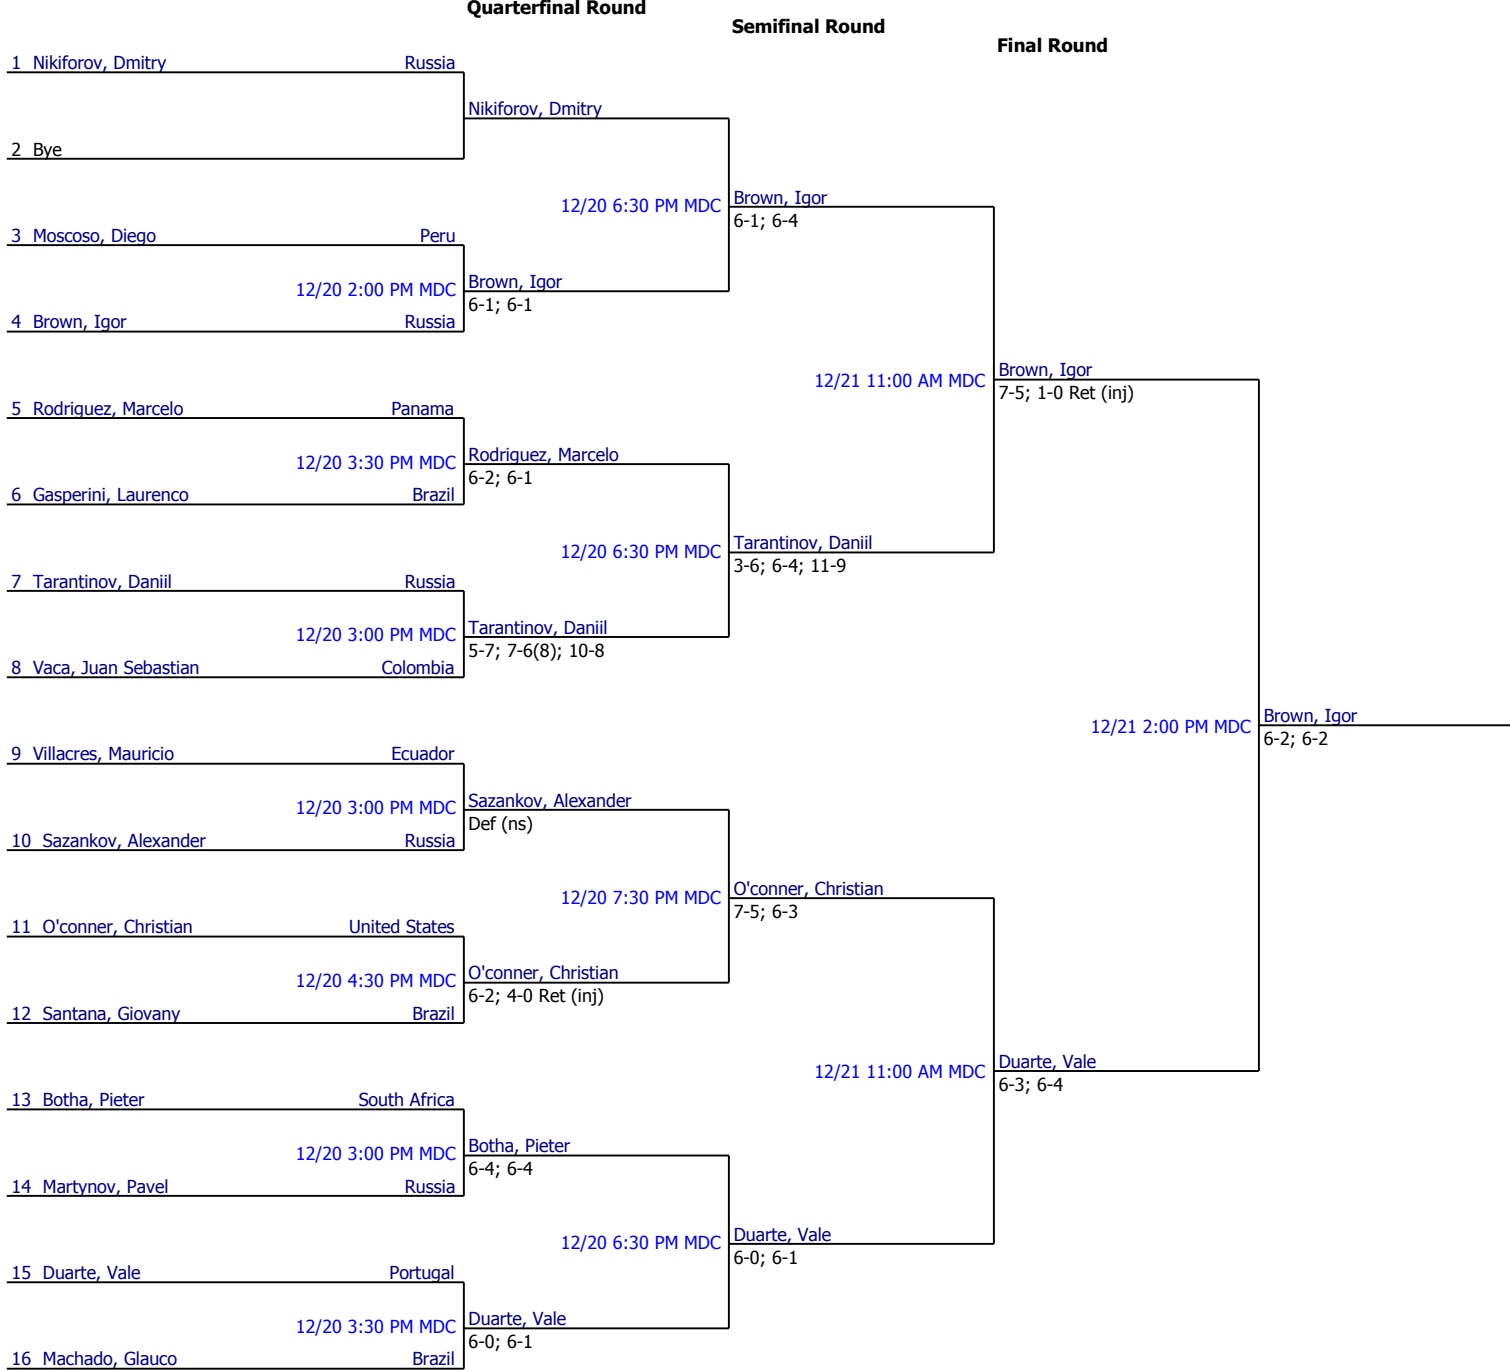 Quarterfinal Round
Semifinal Round
Final Round
1 Nikiforov, Dmitry Russia
Nikiforov, Dmitry
2 Bye
12/20 6:30 PM MDC Brown, Igor
6-1; 6-4
3 Moscoso, Diego Peru
12/20 2:00 PM MDC Brown, Igor
6-1; 6-1
4 Brown, Igor Russia
12/21 11:00 AM MDC Brown, Igor
7-5; 1-0 Ret (inj)
5 Rodriguez, Marcelo Panama
12/20 3:30 PM MDC Rodriguez, Marcelo
6-2; 6-1
6 Gasperini, Laurenco Brazil
12/20 6:30 PM MDC Tarantinov, Daniil
3-6; 6-4; 11-9
7 Tarantinov, Daniil Russia
12/20 3:00 PM MDC Tarantinov, Daniil
5-7; 7-6(8); 10-8
8 Vaca, Juan Sebastian Colombia
12/21 2:00 PM MDC Brown, Igor
6-2; 6-2
9 Villacres, Mauricio Ecuador
12/20 3:00 PM MDC Sazankov, Alexander
Def (ns)
10 Sazankov, Alexander Russia
12/20 7:30 PM MDC O'conner, Christian
7-5; 6-3
11 O'conner, Christian United States
12/20 4:30 PM MDC O'conner, Christian
6-2; 4-0 Ret (inj)
12 Santana, Giovany Brazil
12/21 11:00 AM MDC Duarte, Vale
6-3; 6-4
13 Botha, Pieter South Africa
12/20 3:00 PM MDC Botha, Pieter
6-4; 6-4
14 Martynov, Pavel Russia
12/20 6:30 PM MDC Duarte, Vale
6-0; 6-1
15 Duarte, Vale Portugal
12/20 3:30 PM MDC Duarte, Vale
6-0; 6-1
16 Machado, Glauco Brazil